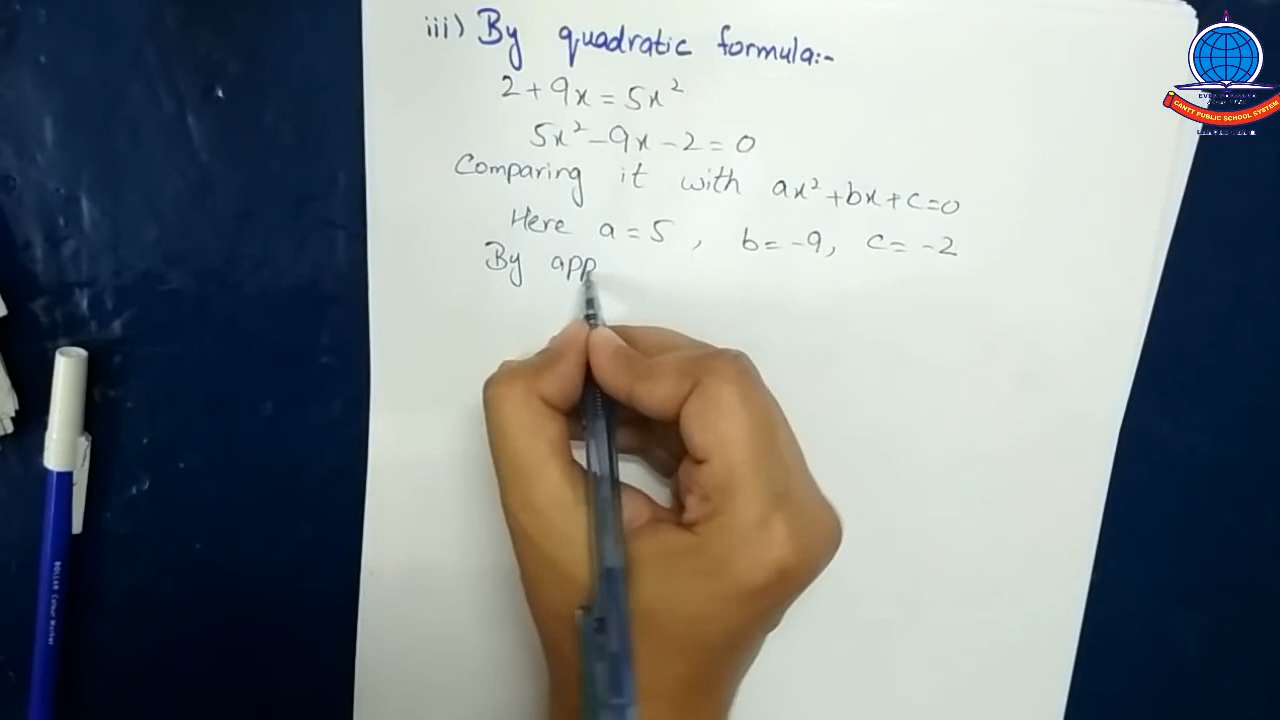 iii) By quadratic formula:-
2 + 9x = 5x²
5x² - 9x - 2 = 0
Comparing it with ax² + bx + c = 0
Here a = 5 , b = -9, c = -2
By app
CANTT PUBLIC SCHOOL SYSTEM